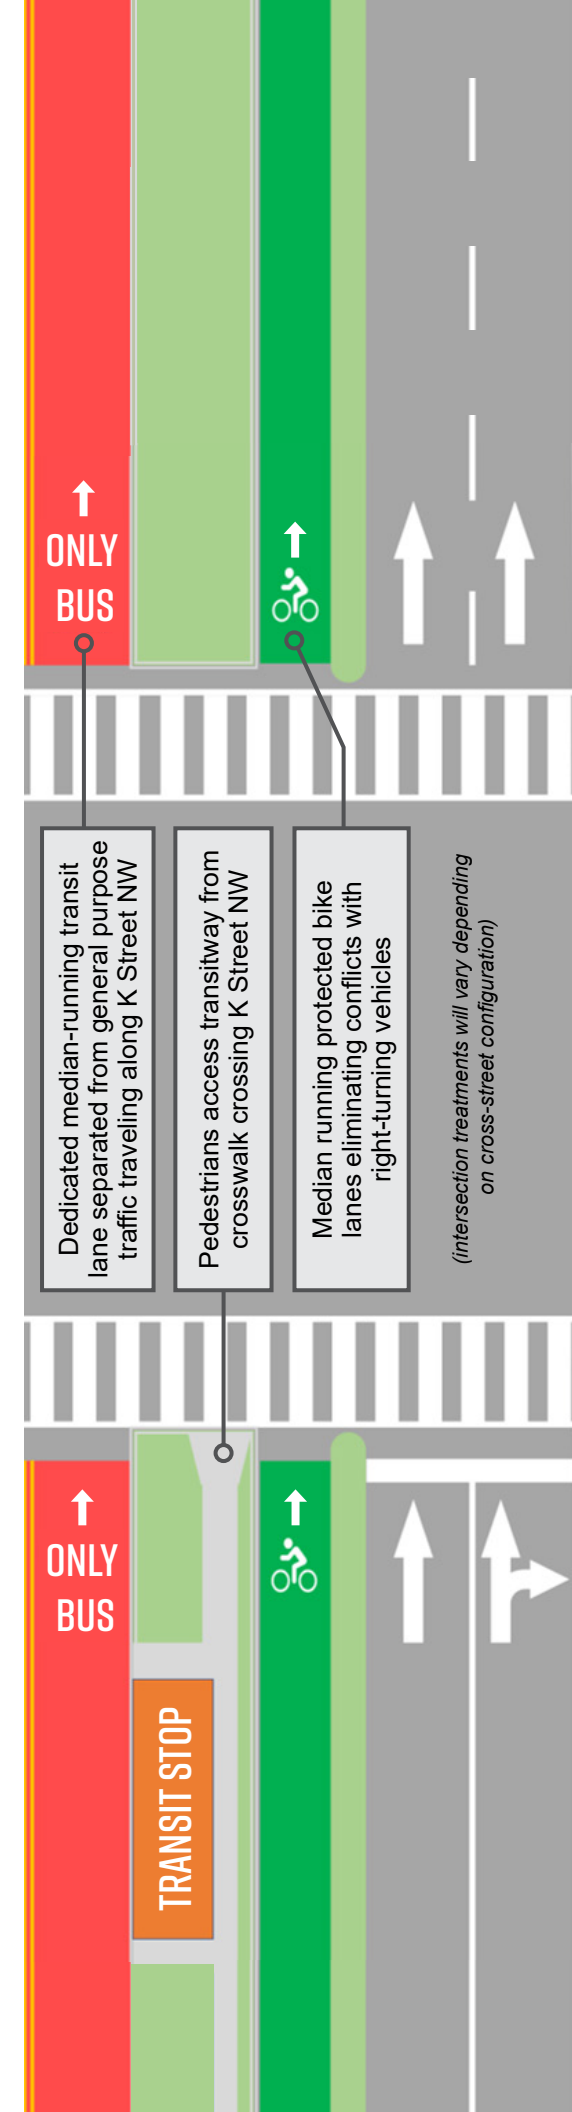 ONLY
BUS
Dedicated median-running transit
lane separated from general purpose
traffic traveling along K Street NW
Pedestrians access transitway from
crosswalk crossing K Street NW
Median running protected bike
lanes eliminating conflicts with
right-turning vehicles
(intersection treatments will vary depending
on cross-street configuration)
ONLY
BUS
TRANSIT STOP